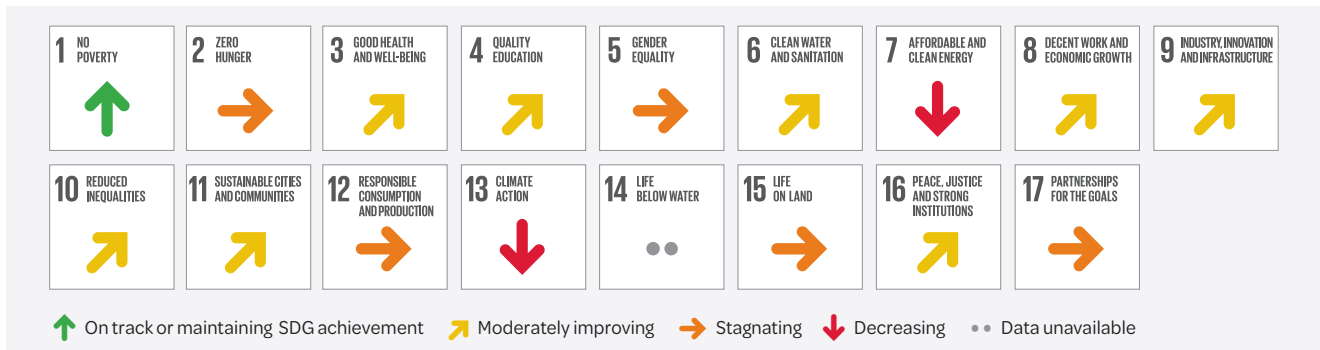 1 NO
POVERTY
2 ZERO
HUNGER
3 GOOD HEALTH
AND WELL-BEING
4 QUALITY
EDUCATION
5 GENDER
EQUALITY
6 CLEAN WATER
AND SANITATION
7 AFFORDABLE AND
CLEAN ENERGY
8 DECENT WORK AND
ECONOMIC GROWTH
9 INDUSTRY, INNOVATION
AND INFRASTRUCTURE
10 REDUCED
INEQUALITIES
11 SUSTAINABLE CITIES
AND COMMUNITIES
12 RESPONSIBLE
CONSUMPTION
AND PRODUCTION
13 CLIMATE
ACTION
14 LIFE
BELOW WATER
15 LIFE
ON LAND
16 PEACE, JUSTICE
AND STRONG
INSTITUTIONS
17 PARTNERSHIPS
FOR THE GOALS
On track or maintaining SDG achievement
Moderately improving
Stagnating
Decreasing
Data unavailable